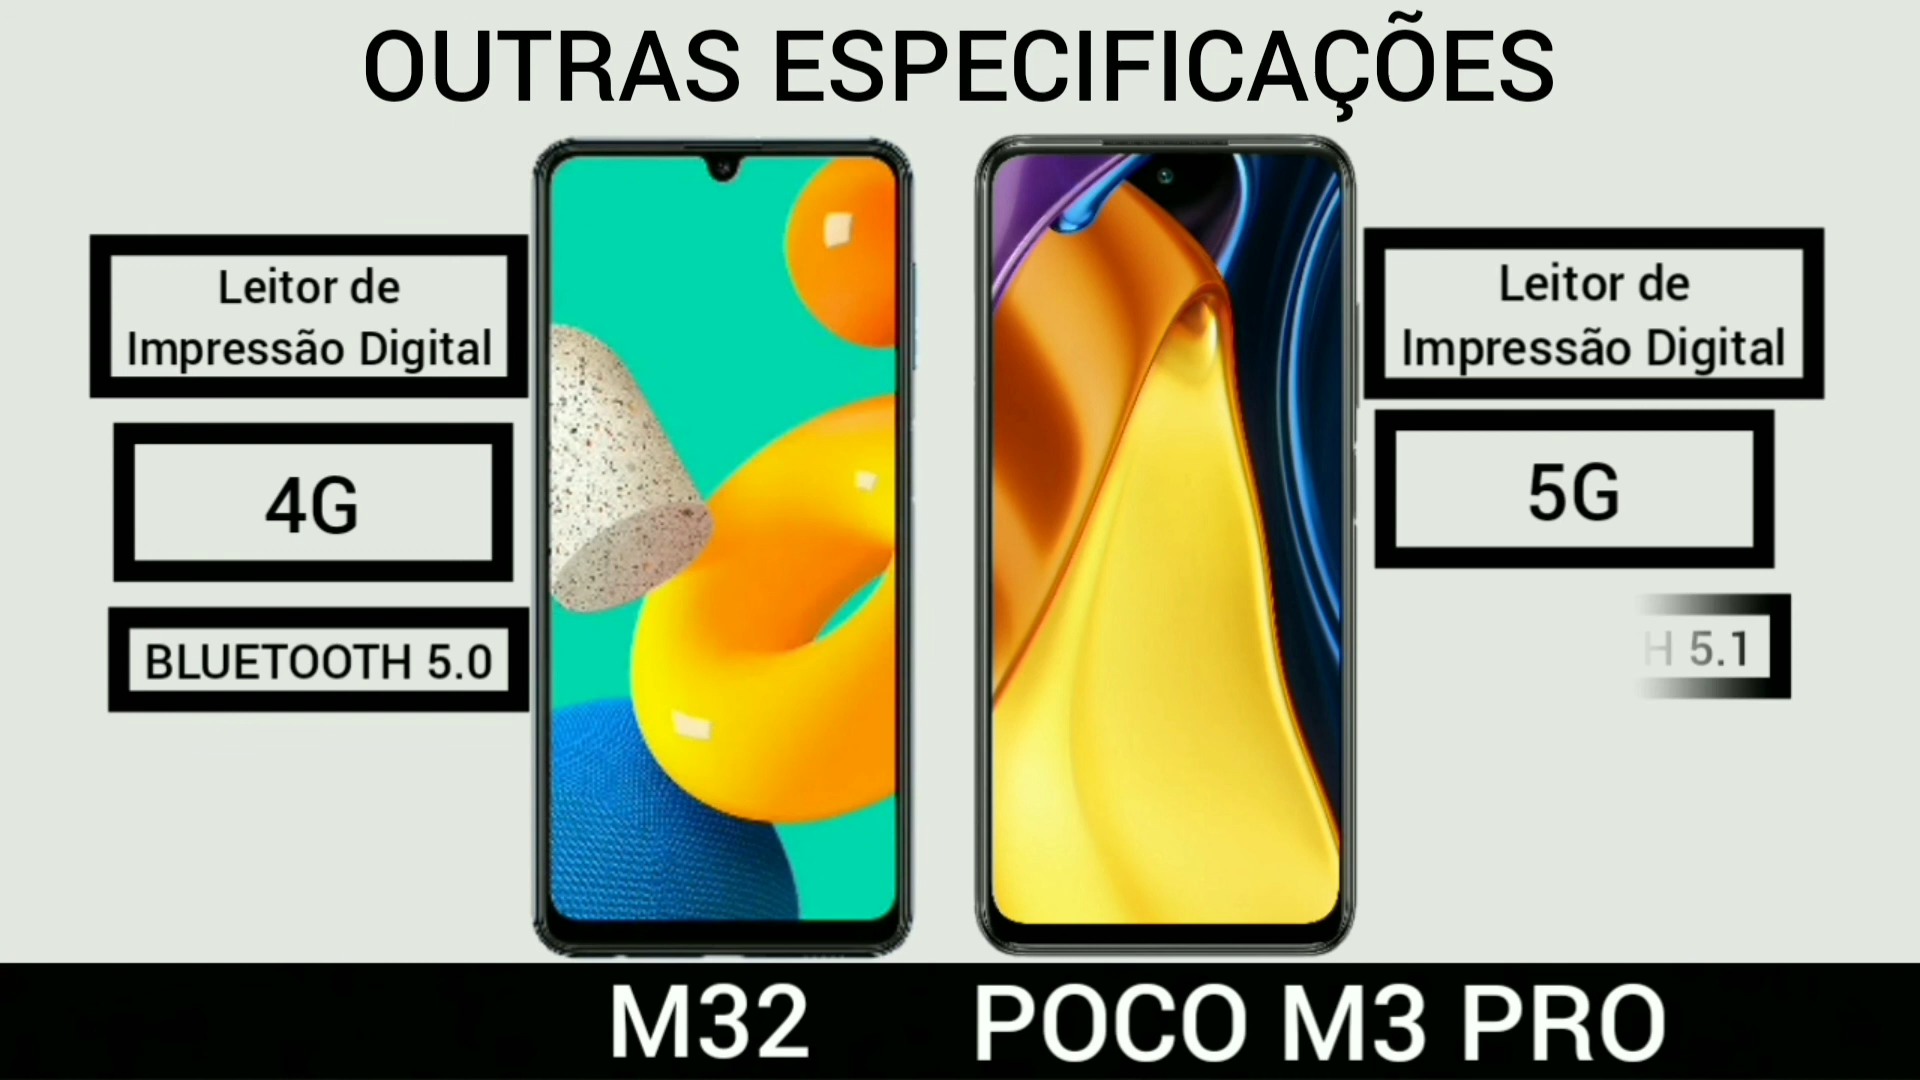 OUTRAS ESPECIFICAÇÕES
Leitor de
Impressão Digital
4G
BLUETOOTH 5.0
Leitor de
Impressão Digital
5G
H 5.1
M32
POCO M3 PRO